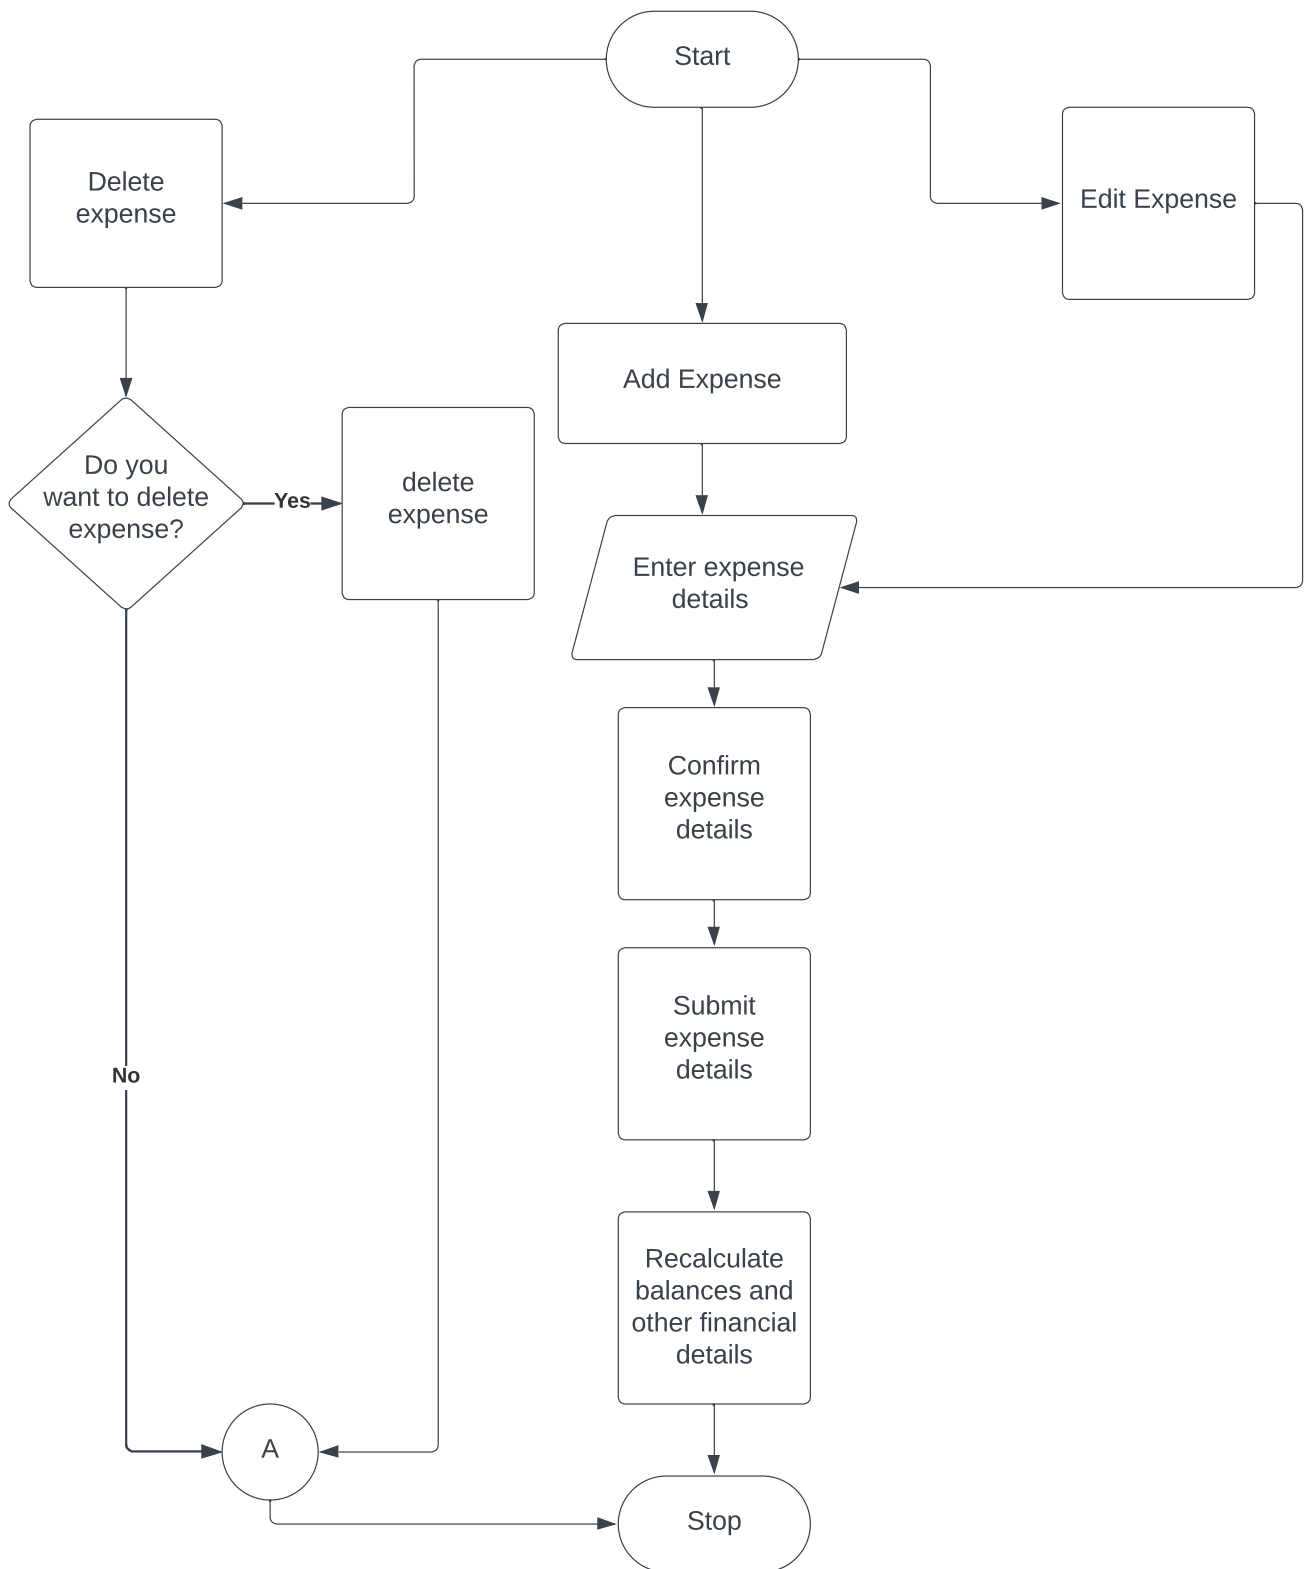 Start
Delete
expense
Edit Expense
Add Expense
Do you
want to delete
expense?
Yes
delete
expense
Enter expense
details
Confirm
expense
details
Submit
expense
details
No
Recalculate
balances and
other financial
details
A
Stop